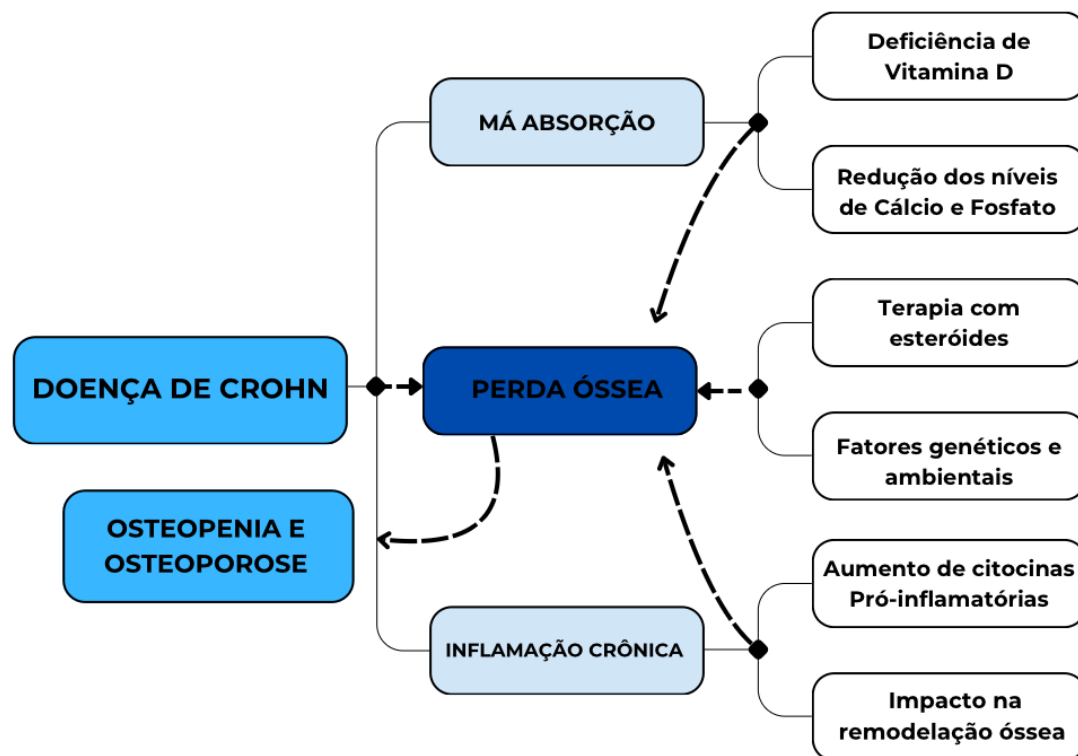 Deficiência de
Vitamina D
MÁ ABSORÇÃO
Redução dos níveis
de Cálcio e Fosfato
Terapia com
esteróides
DOENÇA DE CROHN
PERDA ÓSSEA
Fatores genéticos e
ambientais
OSTEOPENIA E
OSTEOPOROSE
Aumento de citocinas
Pró-inflamatórias
INFLAMAÇÃO CRÔNICA
Impacto na
remodelação óssea